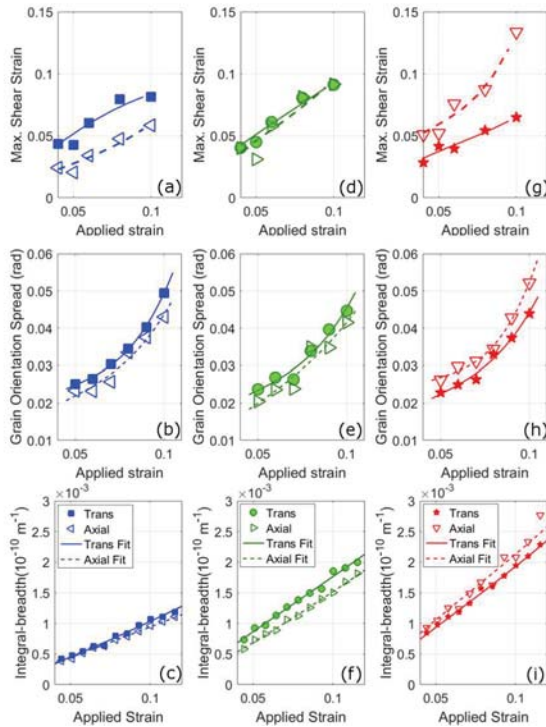 0.15
0.1
0.05
0
Max. Shear Strain
0.05
0.1
Applied strain
(a)
0.15
0.1
0.05
0
Max. Shear Strain
0.05
0.1
Applied strain
(d)
0.15
0.1
0.05
0
Max. Shear Strain
0.05
0.1
Applied strain
(g)
0.06
0.05
0.04
0.03
0.02
0.01
Grain Orientation Spread (rad)
0.05
0.1
Applied strain
(b)
0.06
0.05
0.04
0.03
0.02
0.01
Grain Orientation Spread (rad)
0.05
0.1
Applied strain
(e)
0.06
0.05
0.04
0.03
0.02
0.01
Grain Orientation Spread (rad)
0.05
0.1
Applied strain
(h)
×10⁻³
3
2.5
2
1.5
1
0.5
0
Integral-breadth(10⁻¹⁰ m⁻¹)
Trans
Axial
Trans Fit
Axial Fit
0.05
0.1
Applied Strain
(c)
×10⁻³
3
2.5
2
1.5
1
0.5
0
Integral-breadth(10⁻¹⁰ m⁻¹)
Trans
Axial
Trans Fit
Axial Fit
0.05
0.1
Applied Strain
(f)
×10⁻³
3
2.5
2
1.5
1
0.5
0
Integral-breadth(10⁻¹⁰ m⁻¹)
Trans
Axial
Trans Fit
Axial Fit
0.05
0.1
Applied Strain
(i)